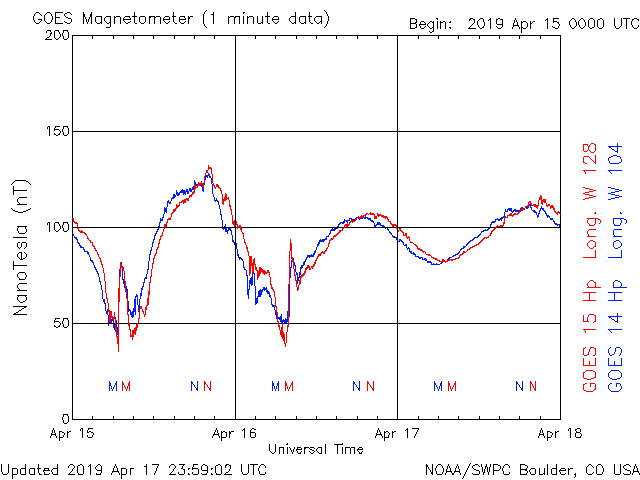 GOES Magnetometer (1 minute data)
Begin: 2019 Apr 15 0000 UTC
200
150
100
50
0
NanoTesla (nT)
M M N N M M N N M M N N
Apr 15 Apr 16 Apr 17 Apr 18
Universal Time
GOES 15 Hp Long. W 128
GOES 14 Hp Long. W 104
Updated 2019 Apr 17 23:59:02 UTC
NOAA/SWPC Boulder, CO USA